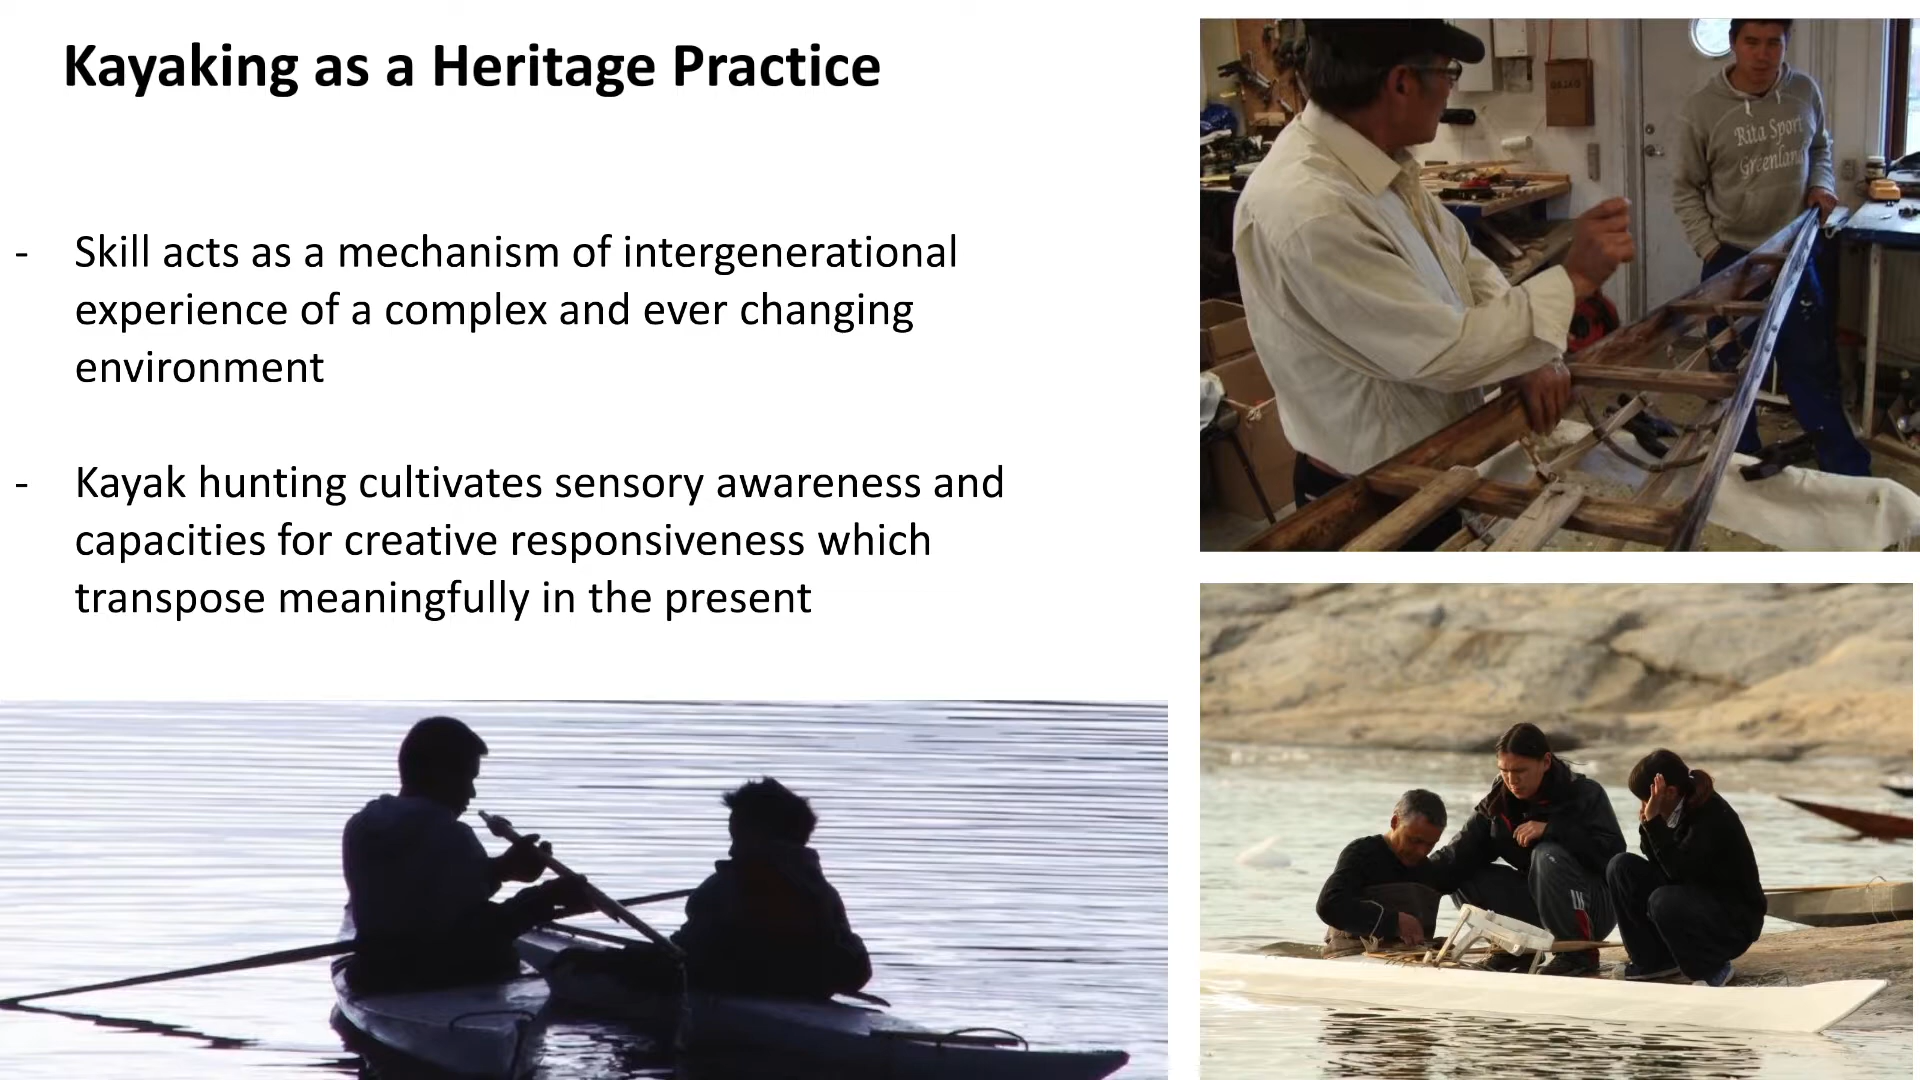 Kayaking as a Heritage Practice
- Skill acts as a mechanism of intergenerational
experience of a complex and ever changing
environment
- Kayak hunting cultivates sensory awareness and
capacities for creative responsiveness which
transpose meaningfully in the present
Rita Sport
Greenland